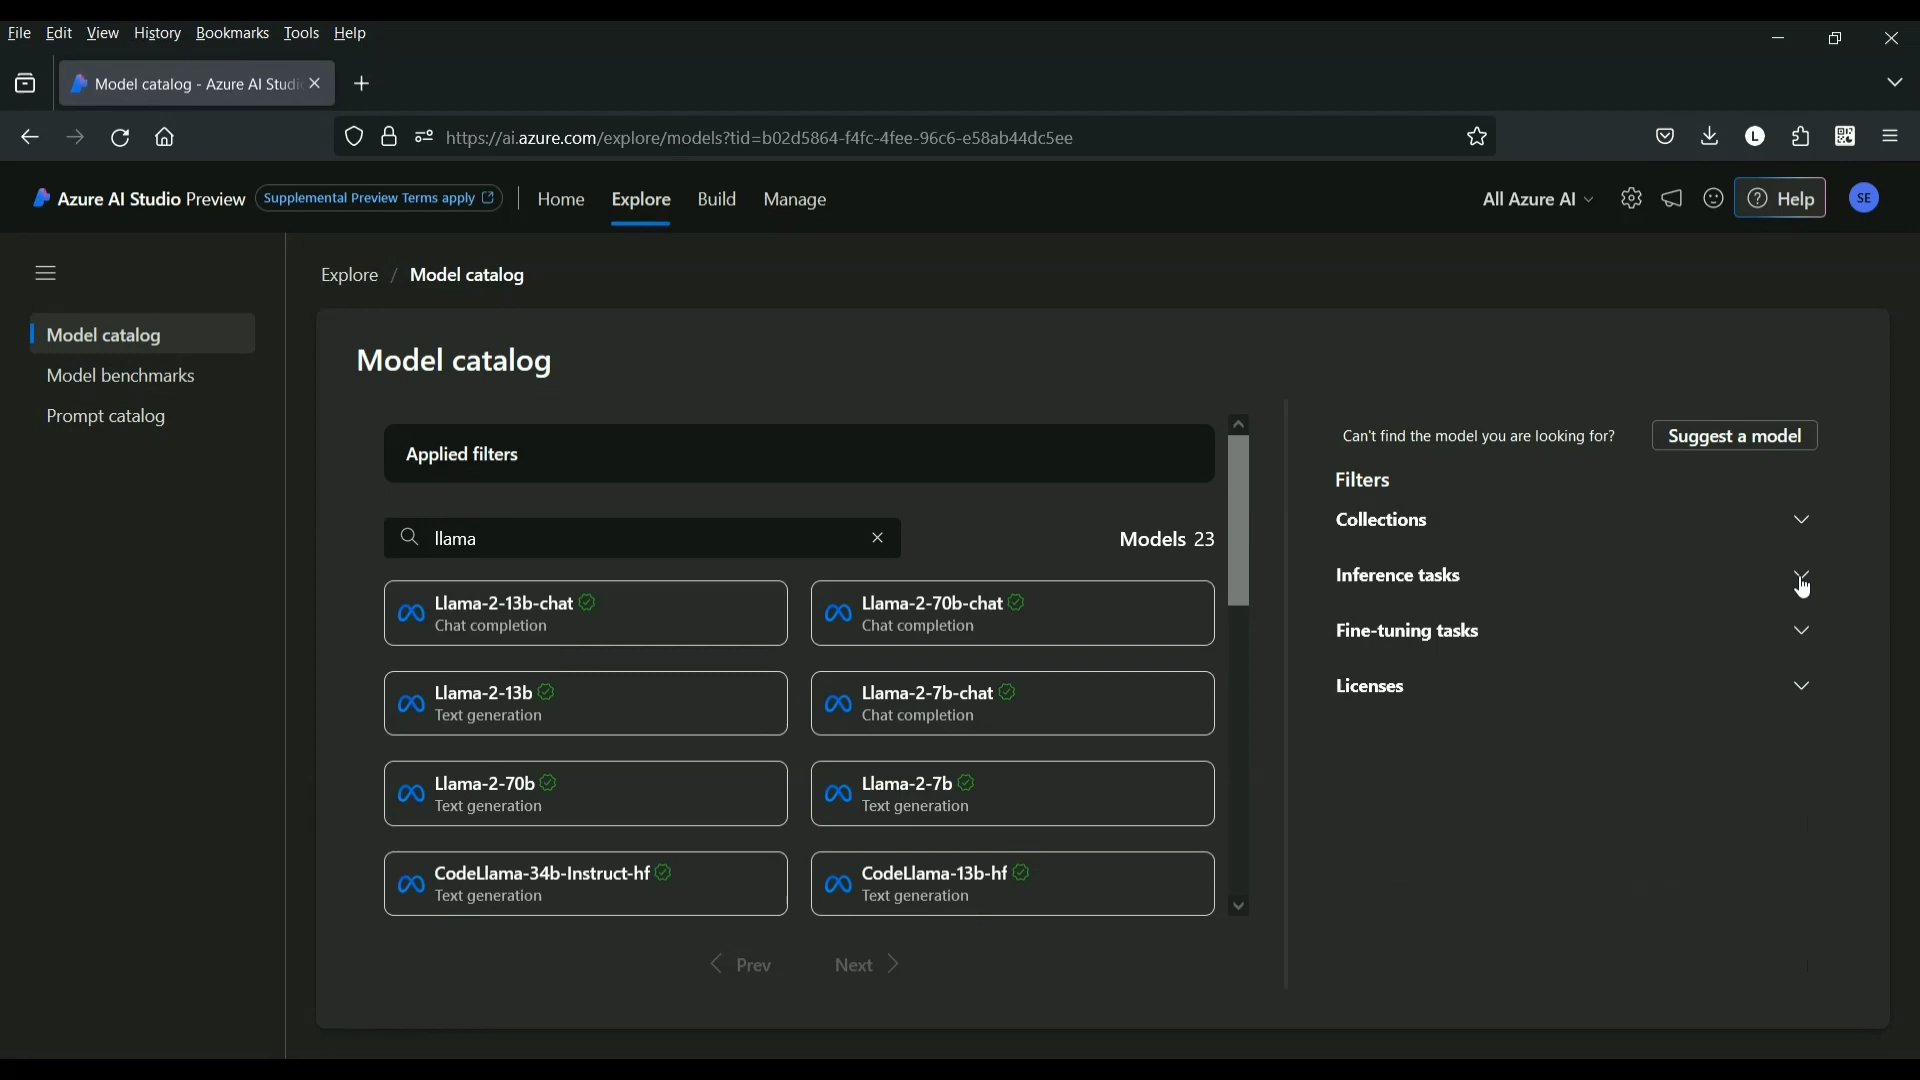 File Edit View History Bookmarks Tools Help
Model catalog - Azure AI Studi
https://ai.azure.com/explore/models?tid=b02d5864-f4fc-4fee-96c6-e58ab44dc5ee
L
Azure AI Studio Preview Supplemental Preview Terms apply Home Explore Build Manage All Azure AI Help SE
Explore / Model catalog
Model catalog
Model benchmarks
Prompt catalog
Model catalog
Applied filters
llama
Models 23
Llama-2-13b-chat
Chat completion
Llama-2-70b-chat
Chat completion
Llama-2-13b
Text generation
Llama-2-7b-chat
Chat completion
Llama-2-70b
Text generation
Llama-2-7b
Text generation
CodeLlama-34b-Instruct-hf
Text generation
CodeLlama-13b-hf
Text generation
Prev Next
Can't find the model you are looking for? Suggest a model
Filters
Collections
Inference tasks
Fine-tuning tasks
Licenses